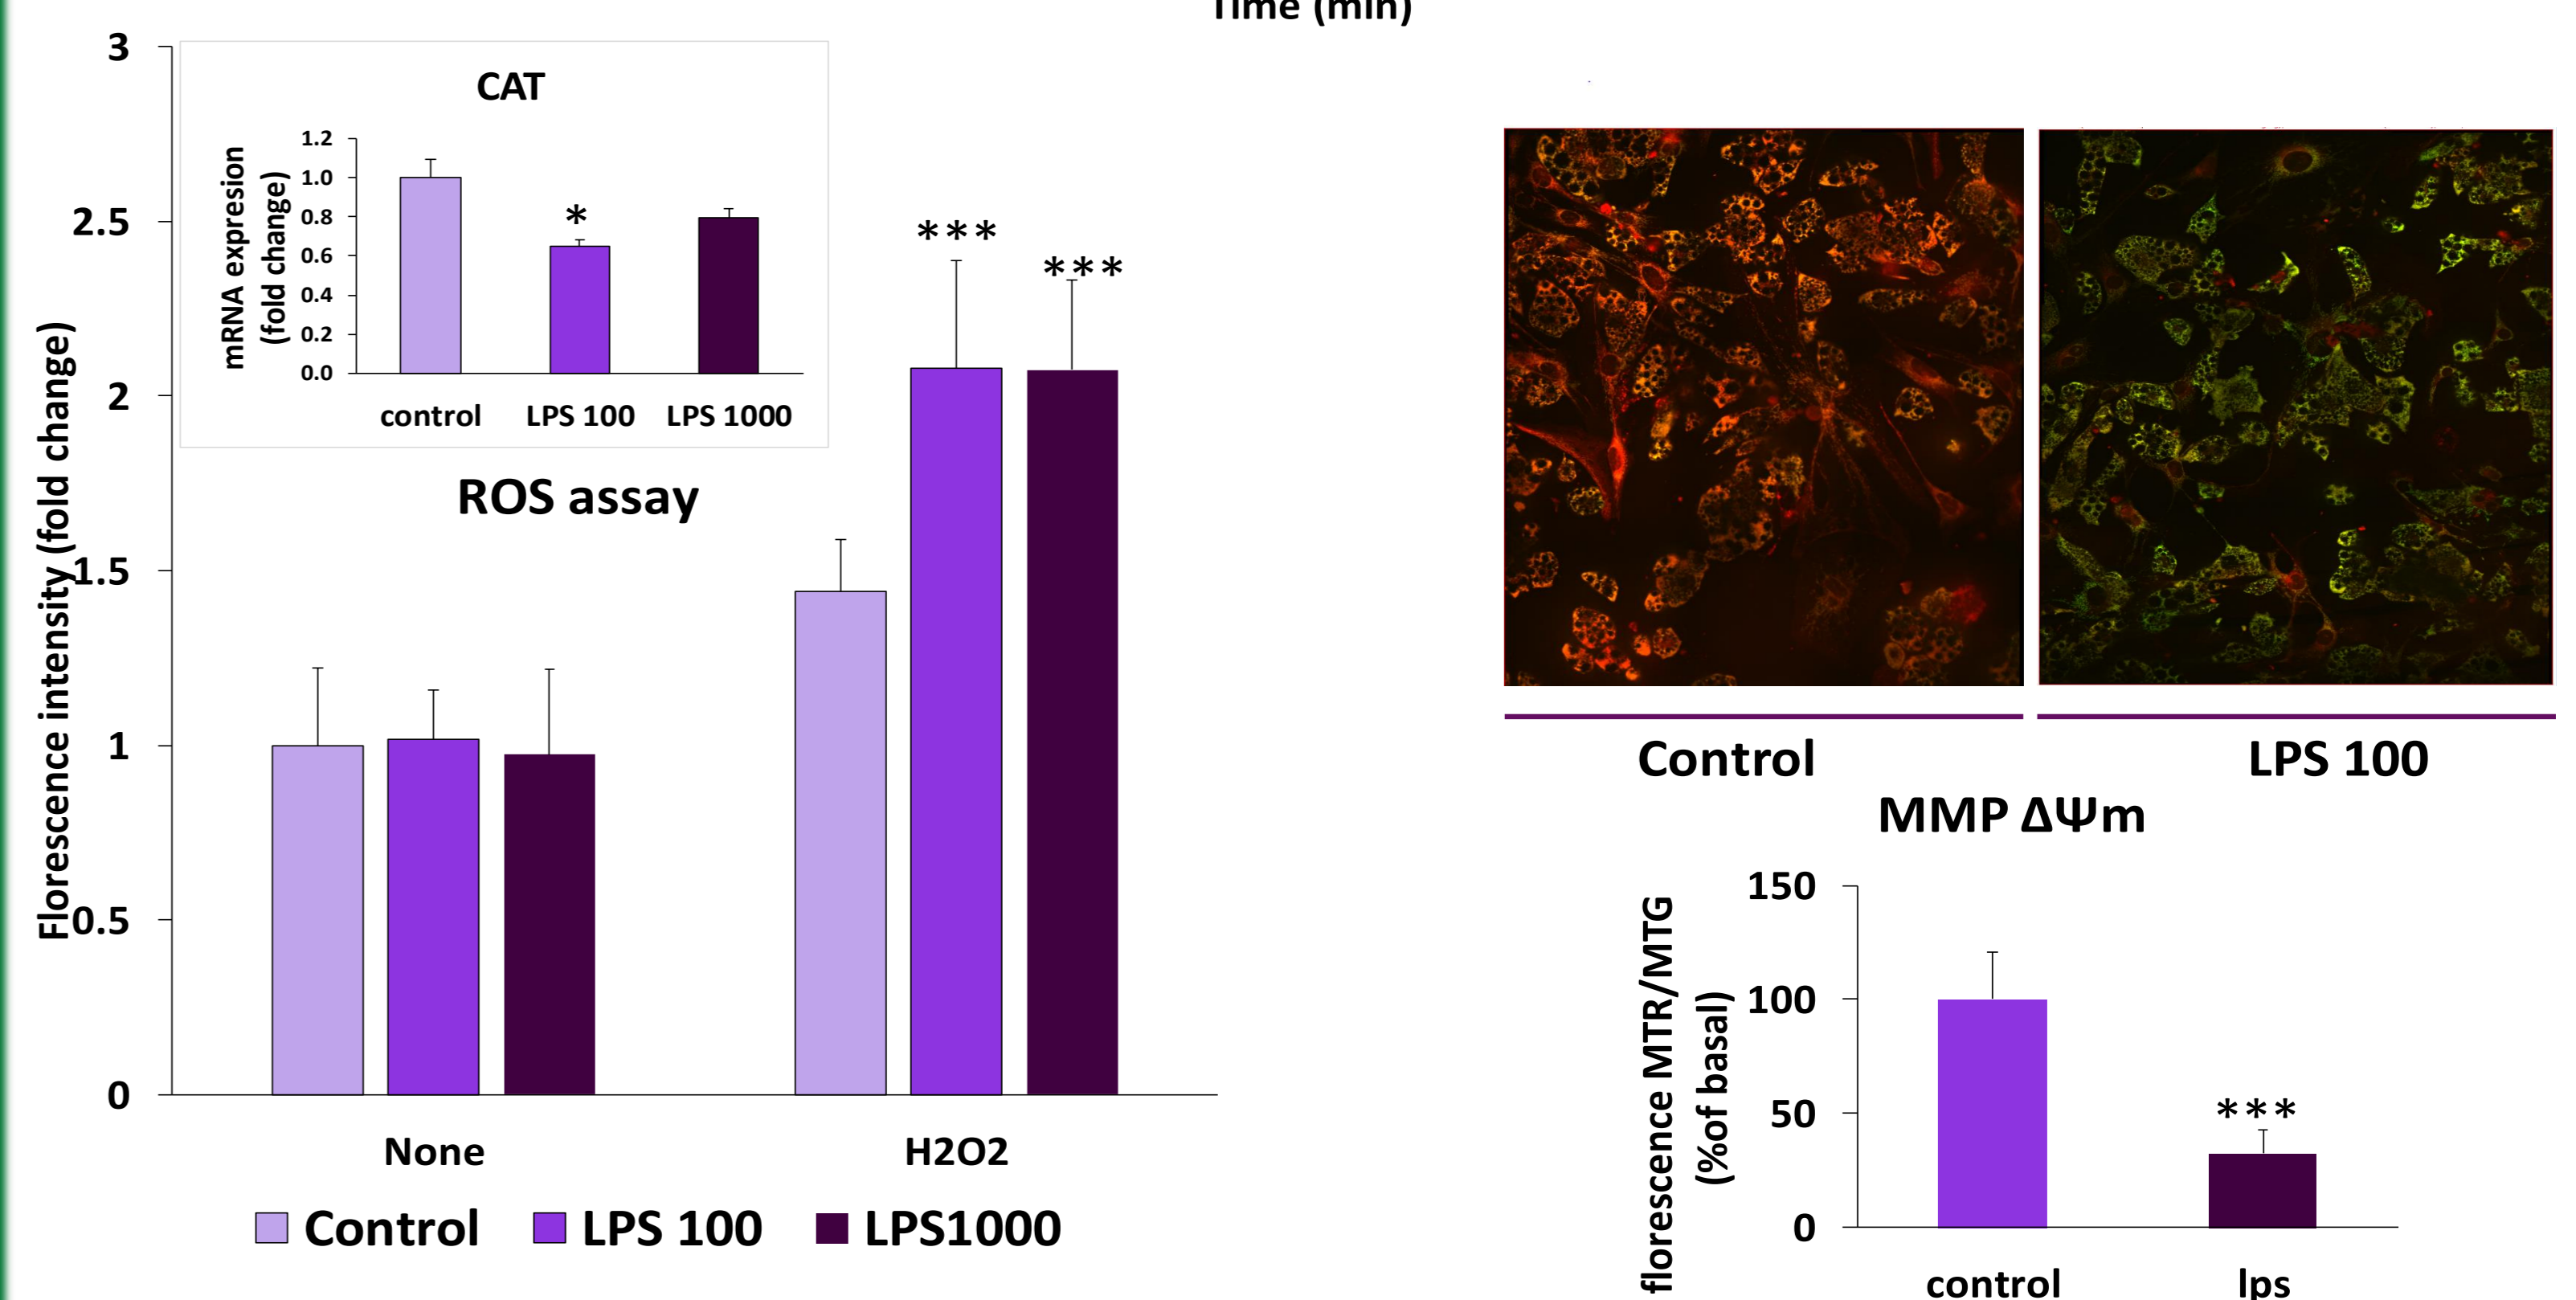 Time (min)
3
2.5
2
1.5
1
0.5
0
Florescence intensity (fold change)
CAT
mRNA expresion
(fold change)
1.2
1.0
0.8
0.6
0.4
0.2
0.0
*
control LPS 100 LPS 1000
ROS assay
***
***
None H2O2
Control LPS 100 LPS1000
Control LPS 100
MMP ΔΨm
florescence MTR/MTG
(%of basal)
150
100
50
0
***
control lps